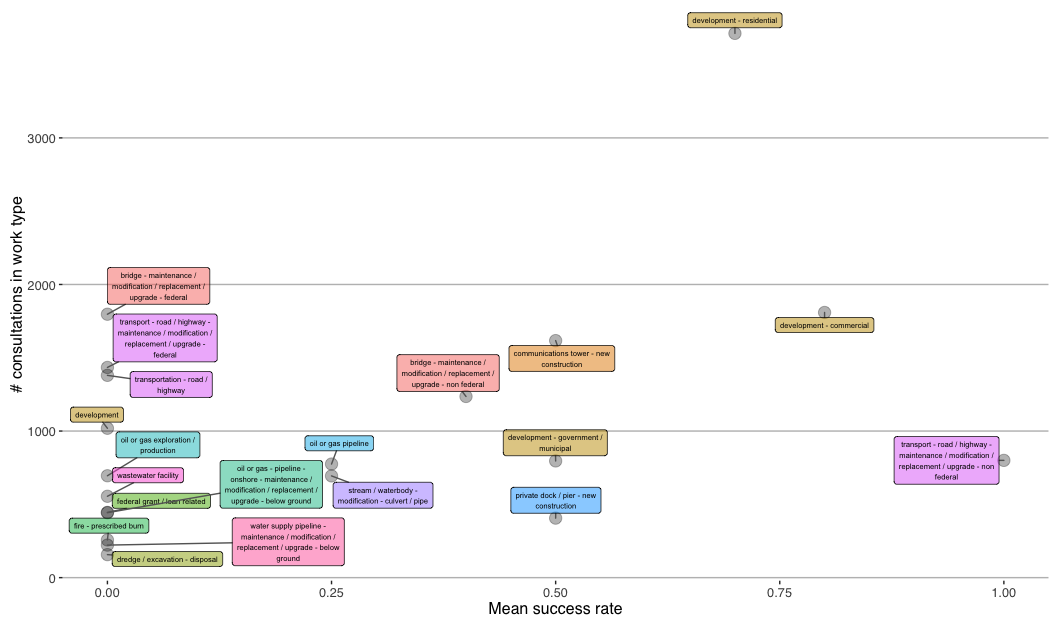 development - residential
3000
2000
1000
0
# consultations in work type
bridge - maintenance /
modification / replacement /
upgrade - federal
transport - road / highway -
maintenance / modification /
replacement / upgrade -
federal
transportation - road /
highway
development
oil or gas exploration /
production
wastewater facility
federal grant / loan related
fire - prescribed burn
dredge / excavation - disposal
oil or gas - pipeline -
onshore - maintenance /
modification / replacement /
upgrade - below ground
water supply pipeline -
maintenance / modification /
replacement / upgrade - below
ground
oil or gas pipeline
stream / waterbody -
modification - culvert / pipe
bridge - maintenance /
modification / replacement /
upgrade - non federal
communications tower - new
construction
development - government /
municipal
private dock / pier - new
construction
development - commercial
transport - road / highway -
maintenance / modification /
replacement / upgrade - non
federal
0.00
0.25
0.50
0.75
1.00
Mean success rate